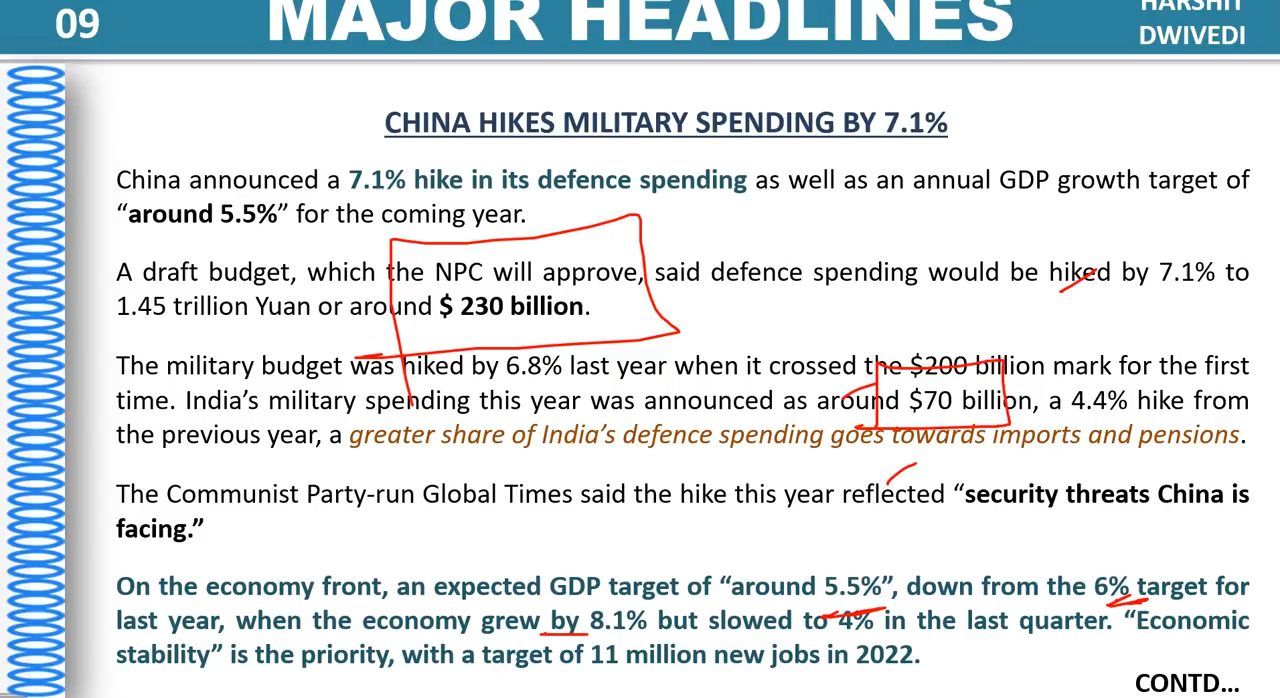 09
MAJOR HEADLINES
HARSHIT
DWIVEDI
CHINA HIKES MILITARY SPENDING BY 7.1%
China announced a 7.1% hike in its defence spending as well as an annual GDP growth target of
“around 5.5%” for the coming year.
A draft budget, which the NPC will approve, said defence spending would be hiked by 7.1% to
1.45 trillion Yuan or around $ 230 billion.
The military budget was hiked by 6.8% last year when it crossed the $200 billion mark for the first
time. India’s military spending this year was announced as around $70 billion, a 4.4% hike from
the previous year, a greater share of India’s defence spending goes towards imports and pensions.
The Communist Party-run Global Times said the hike this year reflected “security threats China is
facing.”
On the economy front, an expected GDP target of “around 5.5%”, down from the 6% target for
last year, when the economy grew by 8.1% but slowed to 4% in the last quarter. “Economic
stability” is the priority, with a target of 11 million new jobs in 2022.
CONTD...